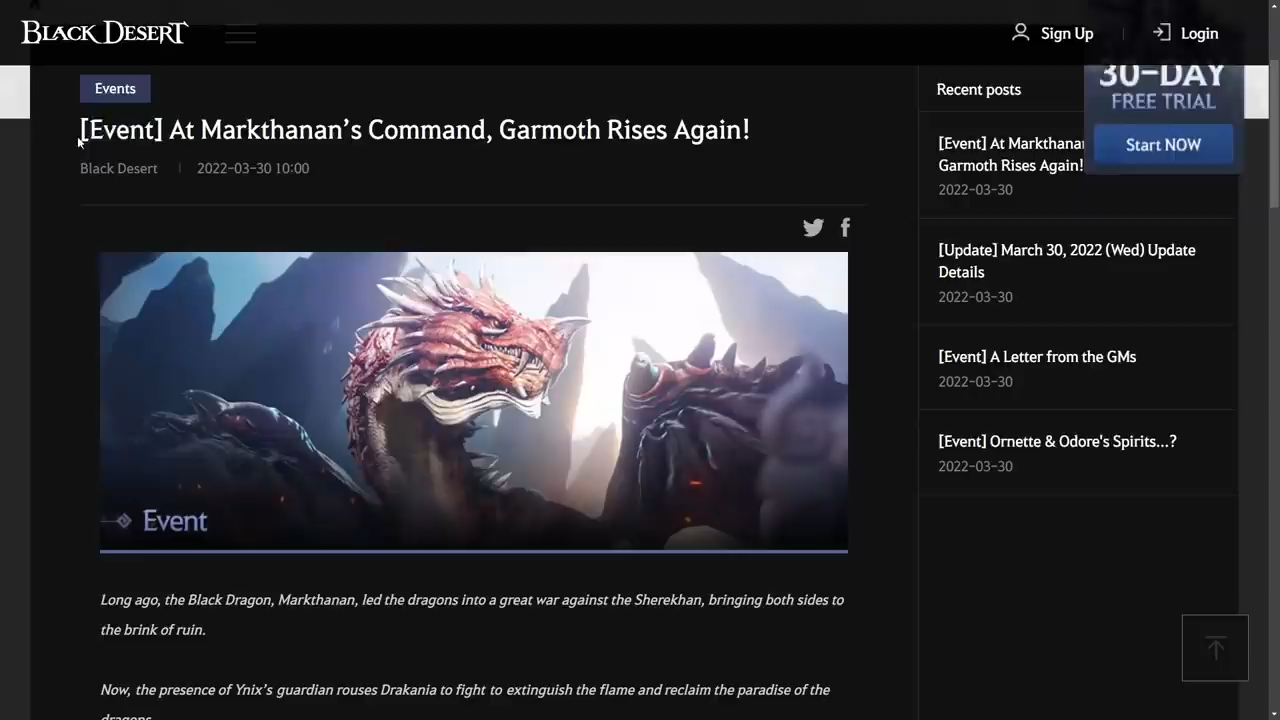 BLACK DESERT
Sign Up
Login
Events
[Event] At Markthanan’s Command, Garmoth Rises Again!
Black Desert
2022-03-30 10:00
Event
Long ago, the Black Dragon, Markthanan, led the dragons into a great war against the Sherekhan, bringing both sides to
the brink of ruin.
Now, the presence of Ynix’s guardian rouses Drakania to fight to extinguish the flame and reclaim the paradise of the
dragons
Recent posts
[Event] At Markthanan
Garmoth Rises Again!
2022-03-30
[Update] March 30, 2022 (Wed) Update
Details
2022-03-30
[Event] A Letter from the GMs
2022-03-30
[Event] Ornette & Odore's Spirits...?
2022-03-30
30-DAY
FREE TRIAL
Start NOW